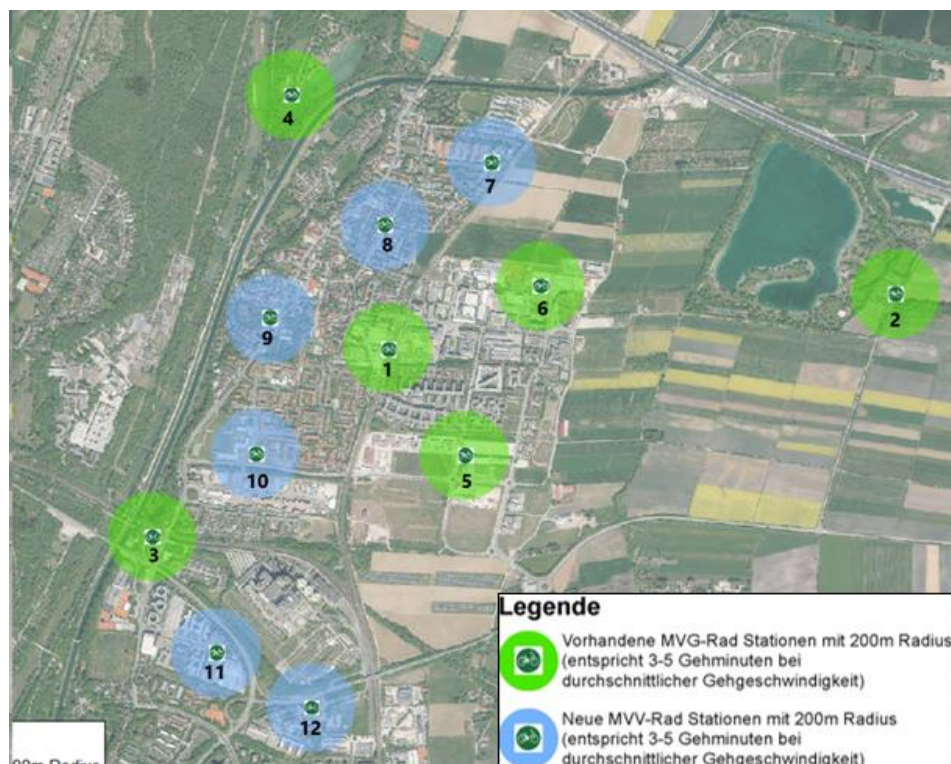 4
7
8
6
2
9
1
10
5
3
11
12
Legende
Vorhandene MVG-Rad Stationen mit 200m Radius
(entspricht 3-5 Gehminuten bei
durchschnittlicher Gehgeschwindigkeit)
Neue MVV-Rad Stationen mit 200m Radius
(entspricht 3-5 Gehminuten bei
durchschnittlicher Gehgeschwindigkeit)
00m Radius